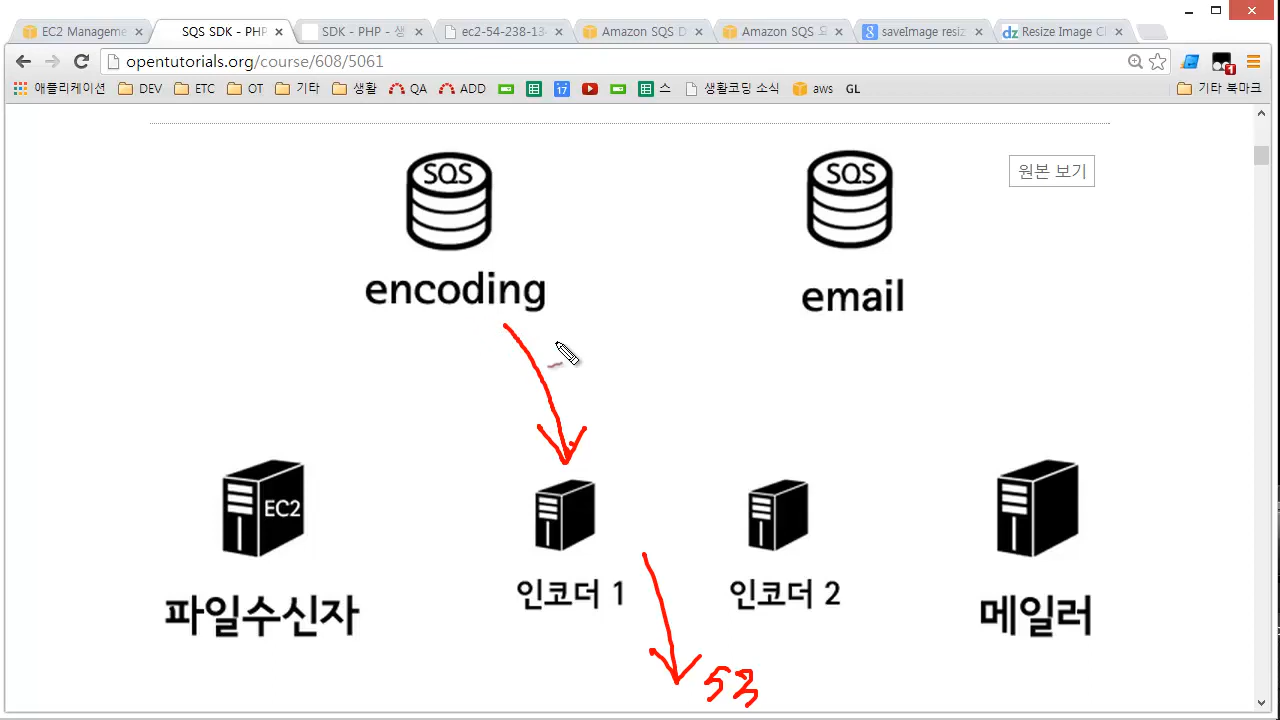 EC2 Manageme
SQS SDK - PHP
SDK - PHP - 생
ec2-54-238-13
Amazon SQS D
Amazon SQS 요
saveImage resiz
Resize Image Cl
opentutorials.org/course/608/5061
애플리케이션 DEV ETC OT 기타 생활 QA ADD 17 스 생활코딩 소식 aws GL 기타 북마크
원본 보기
SQS SQS
encoding email
EC2
파일수신자 인코더 1 인코더 2 메일러
53